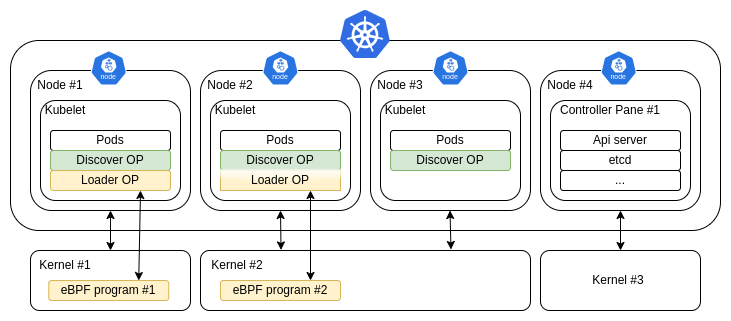 node
node
node
node
Node #1
Node #2
Node #3
Node #4
Kubelet
Kubelet
Kubelet
Controller Pane #1
Pods
Discover OP
Loader OP
Pods
Discover OP
Loader OP
Pods
Discover OP
Api server
etcd
...
Kernel #1
eBPF program #1
Kernel #2
eBPF program #2
Kernel #3